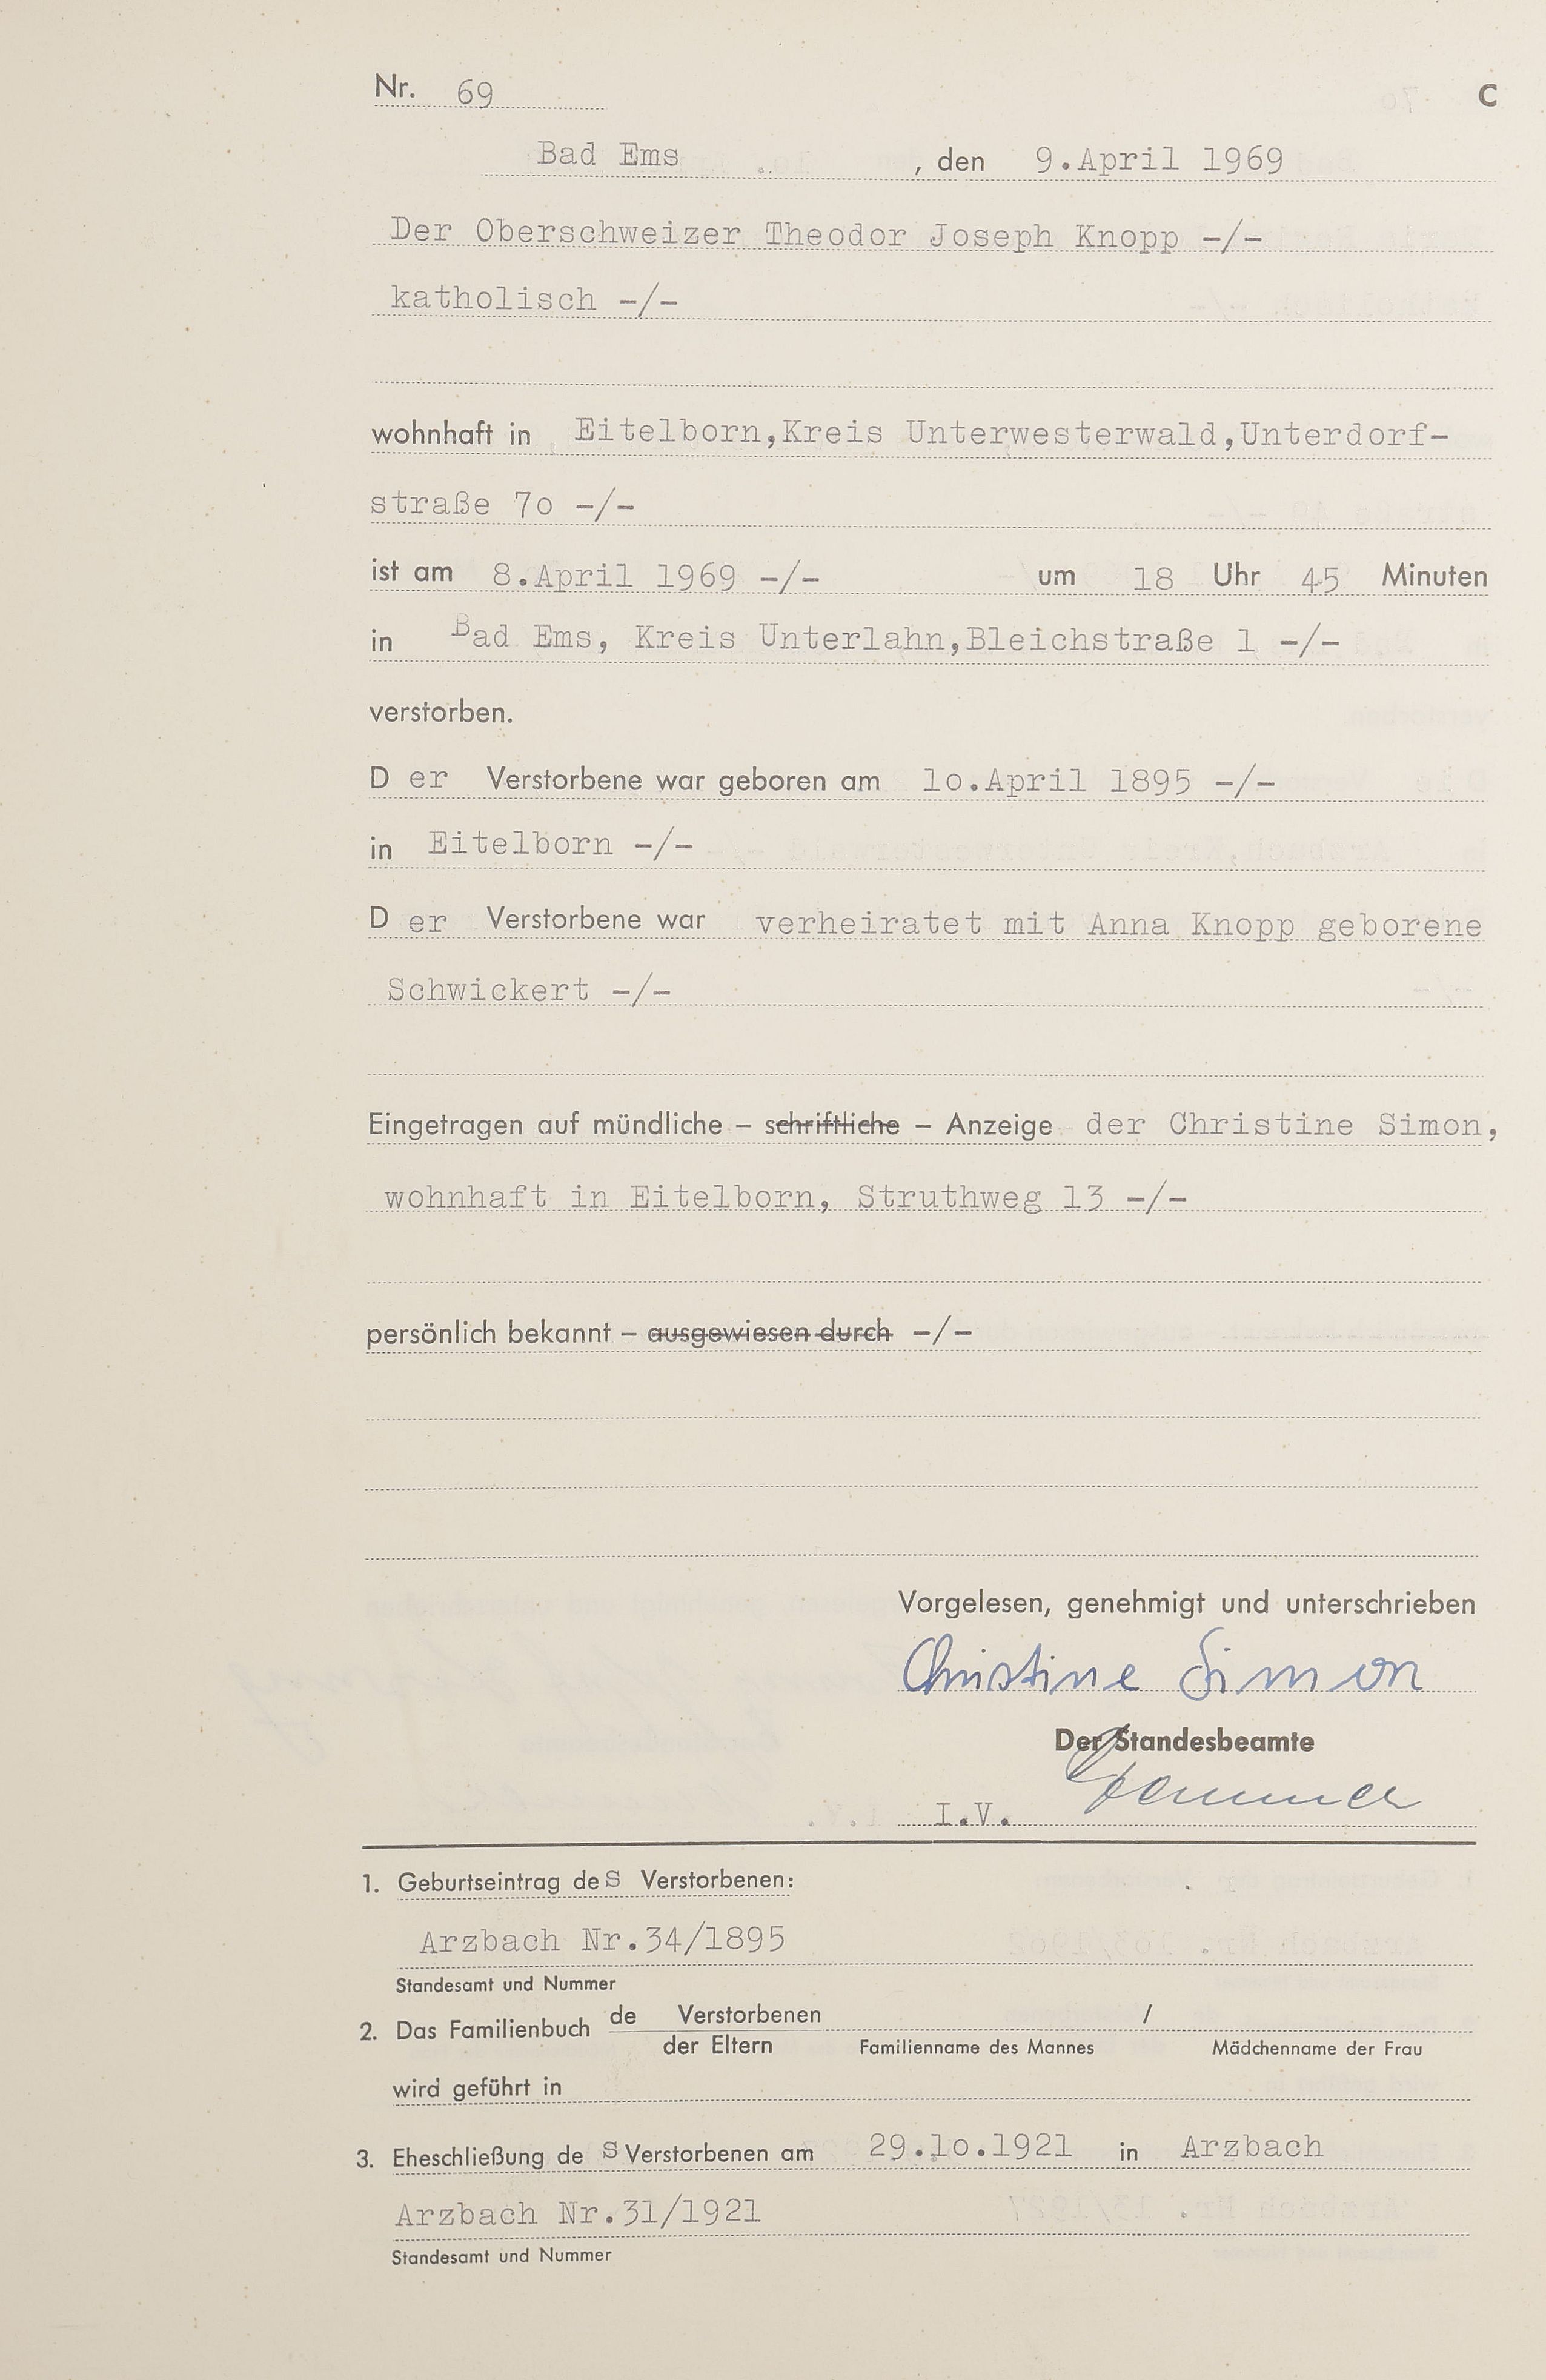 Nr. 69
C
Bad Ems , den 9.April 1969
Der Oberschweizer Theodor Joseph Knopp -/-
katholisch -/-
wohnhaft in Eitelborn,Kreis Unterwesterwald,Unterdorf-
straße 7o -/-
ist am 8.April 1969 -/- um 18 Uhr 45 Minuten
in Bad Ems, Kreis Unterlahn,Bleichstraße 1 -/-
verstorben.
D er Verstorbene war geboren am 1o.April 1895 -/-
in Eitelborn -/-
D er Verstorbene war verheiratet mit Anna Knopp geborene
Schwickert -/-
Eingetragen auf mündliche – schriftliche – Anzeige der Christine Simon,
wohnhaft in Eitelborn, Struthweg 13 -/-
persönlich bekannt – ausgewiesen durch -/-
Vorgelesen, genehmigt und unterschrieben
Christine Simon
Der Standesbeamte
I.V.
1. Geburtseintrag des Verstorbenen:
Arzbach Nr.34/1895
Standesamt und Nummer
2. Das Familienbuch de Verstorbenen /
der Eltern Familienname des Mannes Mädchenname der Frau
wird geführt in
3. Eheschließung de s Verstorbenen am 29.1o.1921 in Arzbach
Arzbach Nr.31/1921
Standesamt und Nummer